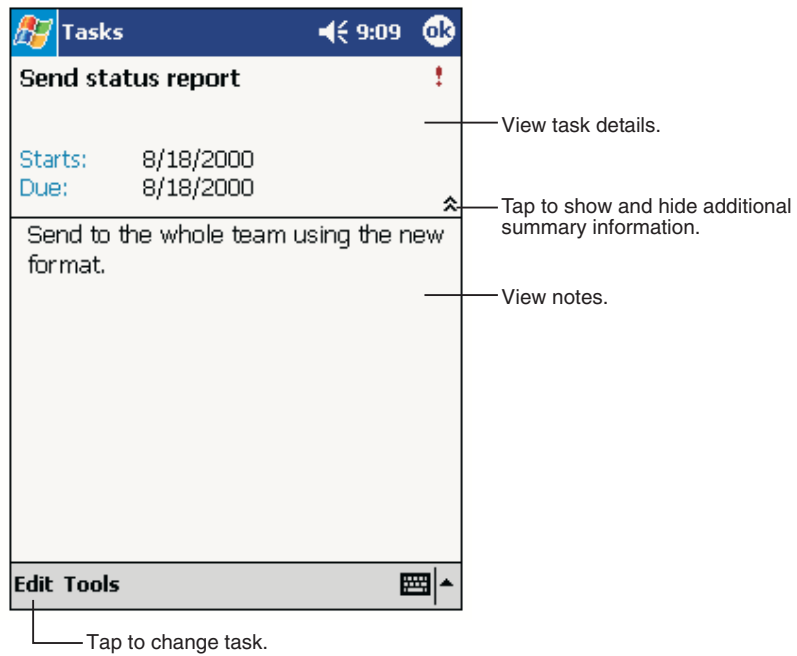 Tasks 9:09 ok
Send status report !
View task details.
Starts: 8/18/2000
Due: 8/18/2000
Tap to show and hide additional
summary information.
Send to the whole team using the new
format.
View notes.
Edit Tools
Tap to change task.